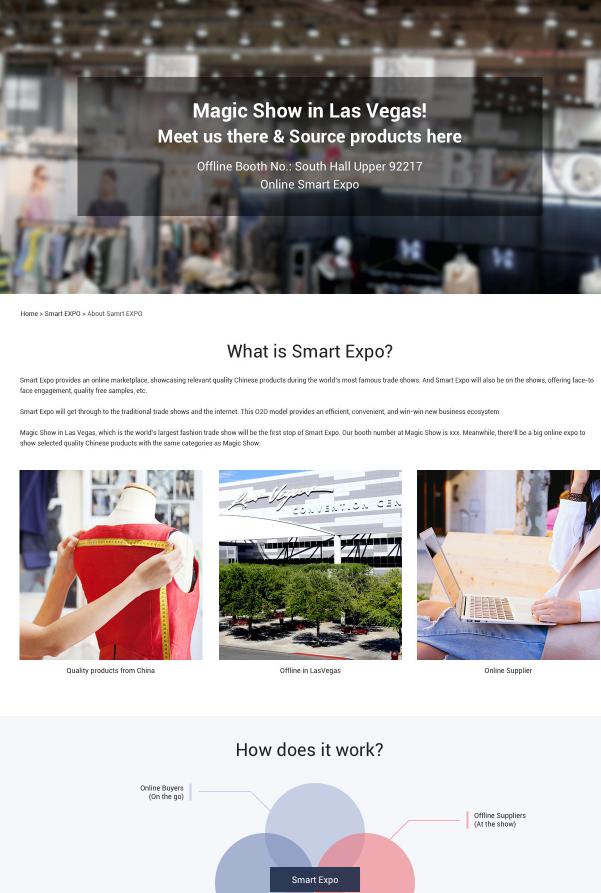 Magic Show in Las Vegas!
Meet us there & Source products here
Offline Booth No.: South Hall Upper 92217
Online Smart Expo
Home > Smart EXPO > About Samrt EXPO
What is Smart Expo?
Smart Expo provides an online marketplace, showcasing relevant quality Chinese products during the world's most famous trade shows. And Smart Expo will also be on the shows, offering face-to
face engagement, quality free samples, etc.
Smart Expo will get through to the traditional trade shows and the internet. This O2O model provides an efficient, convenient, and win-win new business ecosystem.
Magic Show in Las Vegas, which is the world's largest fashion trade show will be the first stop of Smart Expo. Our booth number at Magic Show is xxx. Meanwhile, there'll be a big online expo to
show selected quality Chinese products with the same categories as Magic Show.
Las Vegas
CONVENTION CEN
Quality products from China
Offline in LasVegas
Online Supplier
How does it work?
Online Buyers
(On the go)
Offline Suppliers
(At the show)
Smart Expo